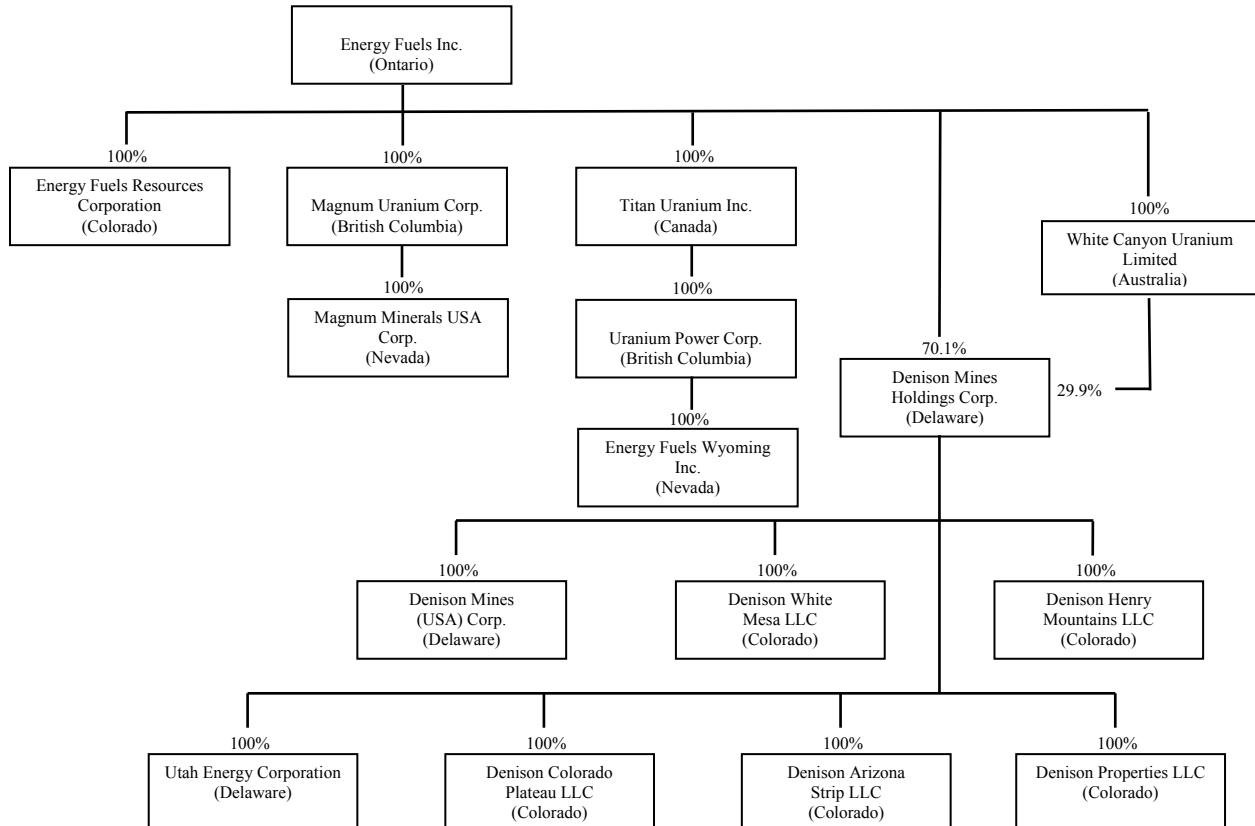 Energy Fuels Inc.
(Ontario)
100%
Energy Fuels Resources
Corporation
(Colorado)
100%
Magnum Uranium Corp.
(British Columbia)
100%
Titan Uranium Inc.
(Canada)
100%
White Canyon Uranium
Limited
(Australia)
100%
Magnum Minerals USA
Corp.
(Nevada)
100%
Uranium Power Corp.
(British Columbia)
70.1%
Denison Mines
Holdings Corp.
(Delaware)
29.9%
100%
Energy Fuels Wyoming
Inc.
(Nevada)
100%
Denison Mines
(USA) Corp.
(Delaware)
100%
Denison White
Mesa LLC
(Colorado)
100%
Denison Henry
Mountains LLC
(Colorado)
100%
Utah Energy Corporation
(Delaware)
100%
Denison Colorado
Plateau LLC
(Colorado)
100%
Denison Arizona
Strip LLC
(Colorado)
100%
Denison Properties LLC
(Colorado)